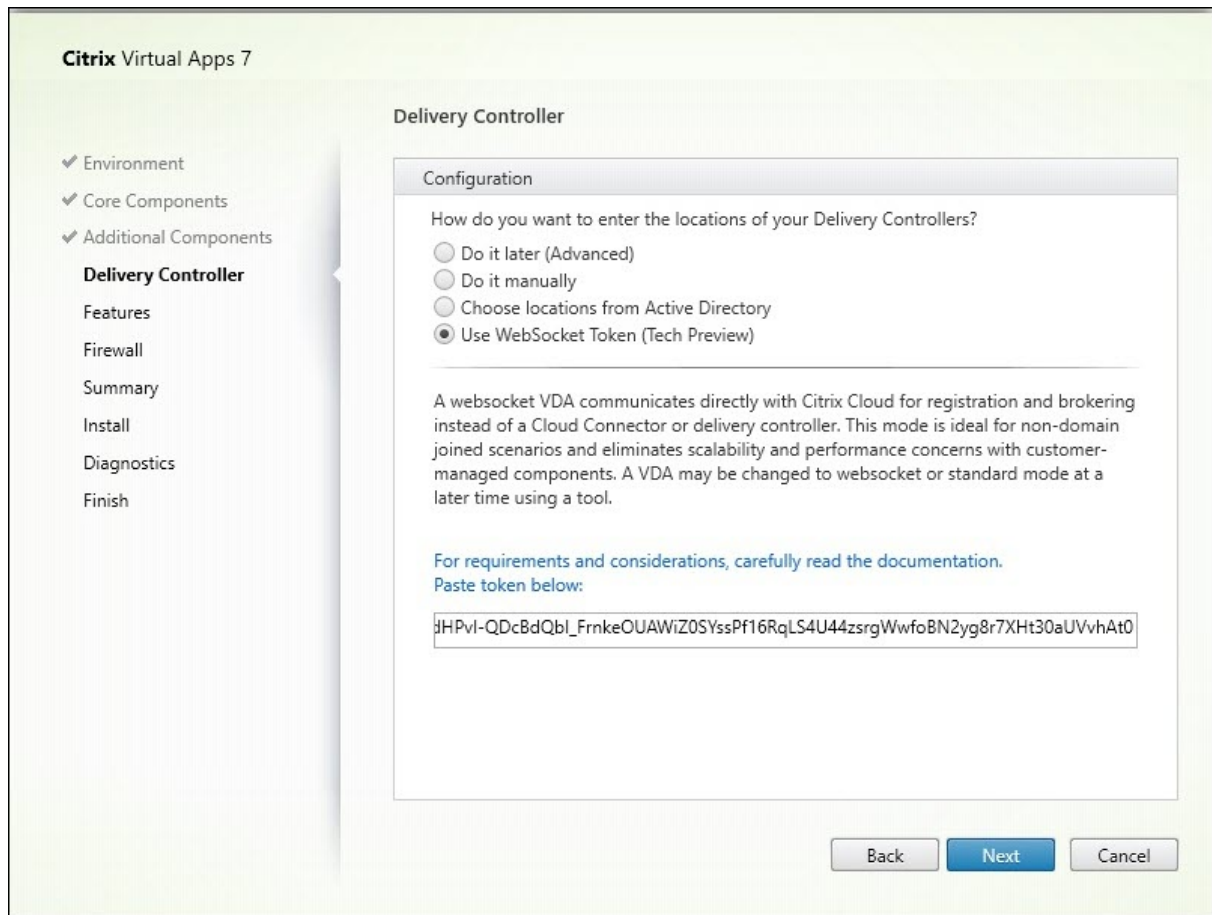 Citrix Virtual Apps 7
Delivery Controller
Environment
Core Components
Additional Components
Delivery Controller
Features
Firewall
Summary
Install
Diagnostics
Finish
Configuration
How do you want to enter the locations of your Delivery Controllers?
Do it later (Advanced)
Do it manually
Choose locations from Active Directory
Use WebSocket Token (Tech Preview)
A websocket VDA communicates directly with Citrix Cloud for registration and brokering
instead of a Cloud Connector or delivery controller. This mode is ideal for non-domain
joined scenarios and eliminates scalability and performance concerns with customer-
managed components. A VDA may be changed to websocket or standard mode at a
later time using a tool.
For requirements and considerations, carefully read the documentation.
Paste token below:
Back
Next
Cancel